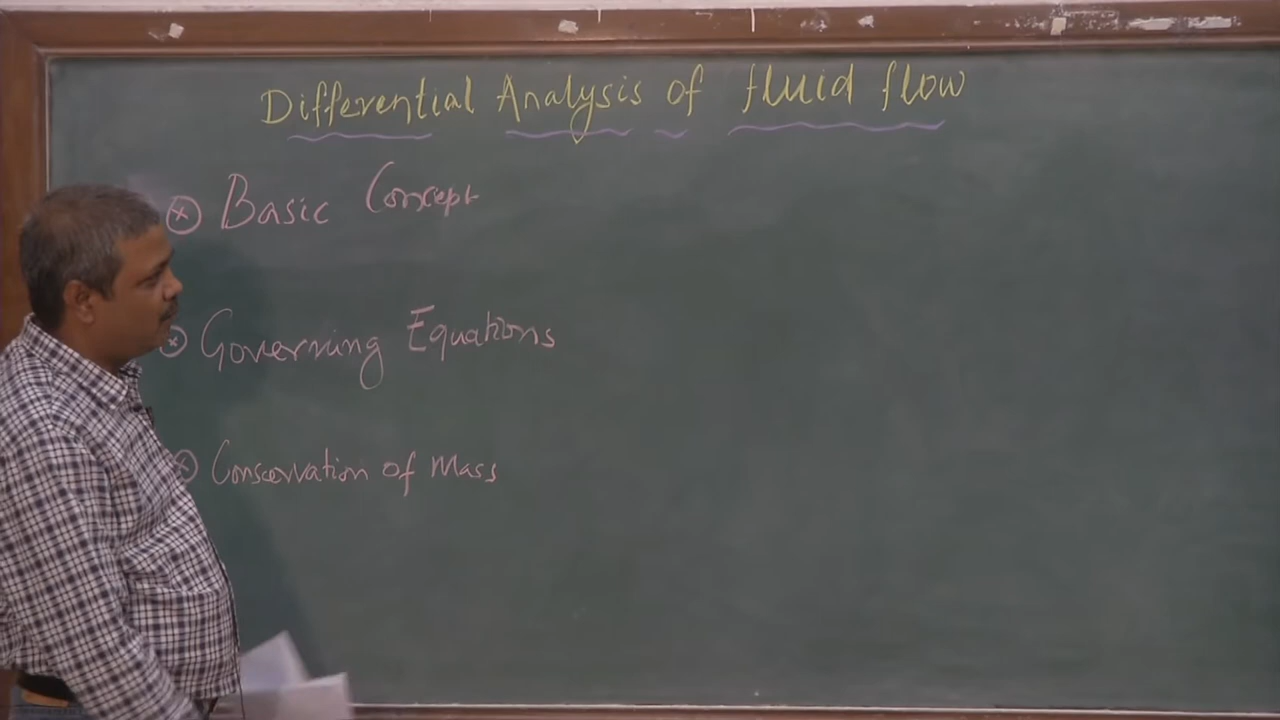 Differential Analysis of fluid flow
Basic Concept
Governing Equations
Conservation of Mass